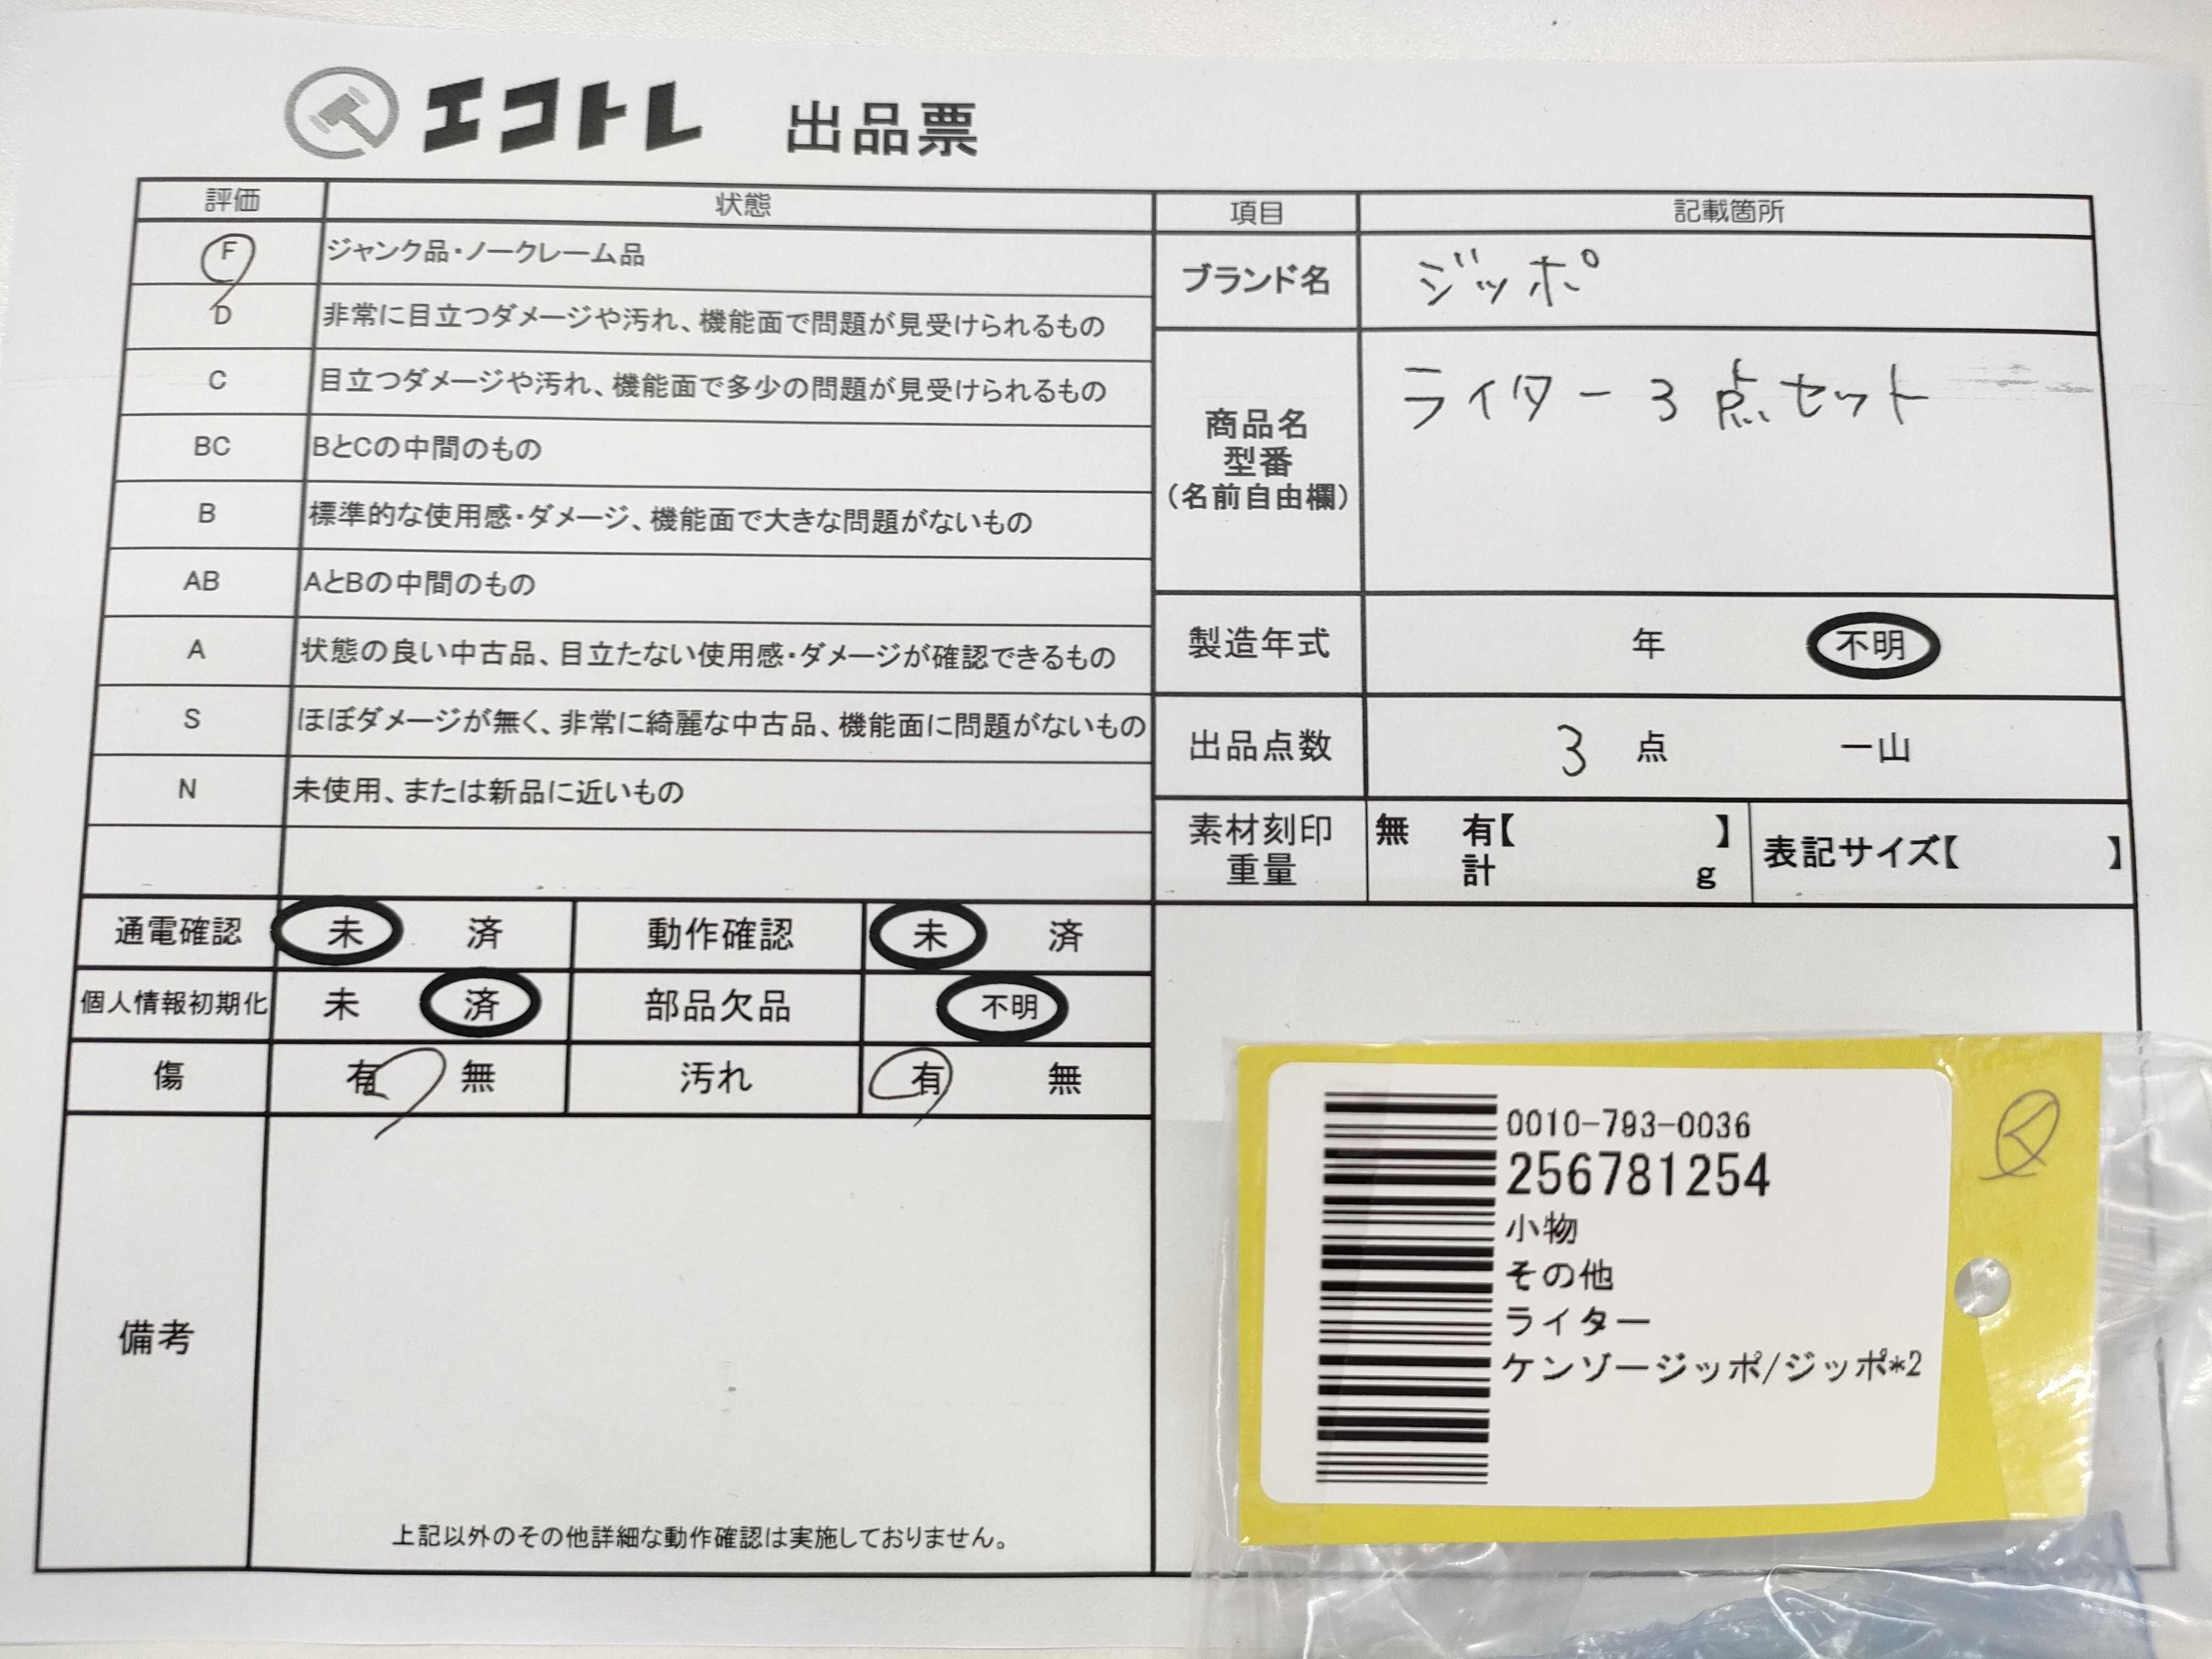 エコトレ 出品票
評価 状態
F ジャンク品・ノークレーム品
D 非常に目立つダメージや汚れ、機能面で問題が見受けられるもの
C 目立つダメージや汚れ、機能面で多少の問題が見受けられるもの
BC BとCの中間のもの
B 標準的な使用感・ダメージ、機能面で大きな問題がないもの
AB AとBの中間のもの
A 状態の良い中古品、目立たない使用感・ダメージが確認できるもの
S ほぼダメージが無く、非常に綺麗な中古品、機能面に問題がないもの
N 未使用、または新品に近いもの
項目 記載箇所
ブランド名 ジッポ
商品名
型番
(名前自由欄)
ライター3点セット
製造年式 年 不明
出品点数 3 点 一山
素材刻印 無 有【 】
重量 計 g
表記サイズ【 】
通電確認 未 済 動作確認 未 済
個人情報初期化 未 済 部品欠品 不明
傷 有 無 汚れ 有 無
備考
上記以外のその他詳細な動作確認は実施しておりません。
0010-793-0036
256781254
小物
その他
ライター
ケンゾージッポ/ジッポ*2